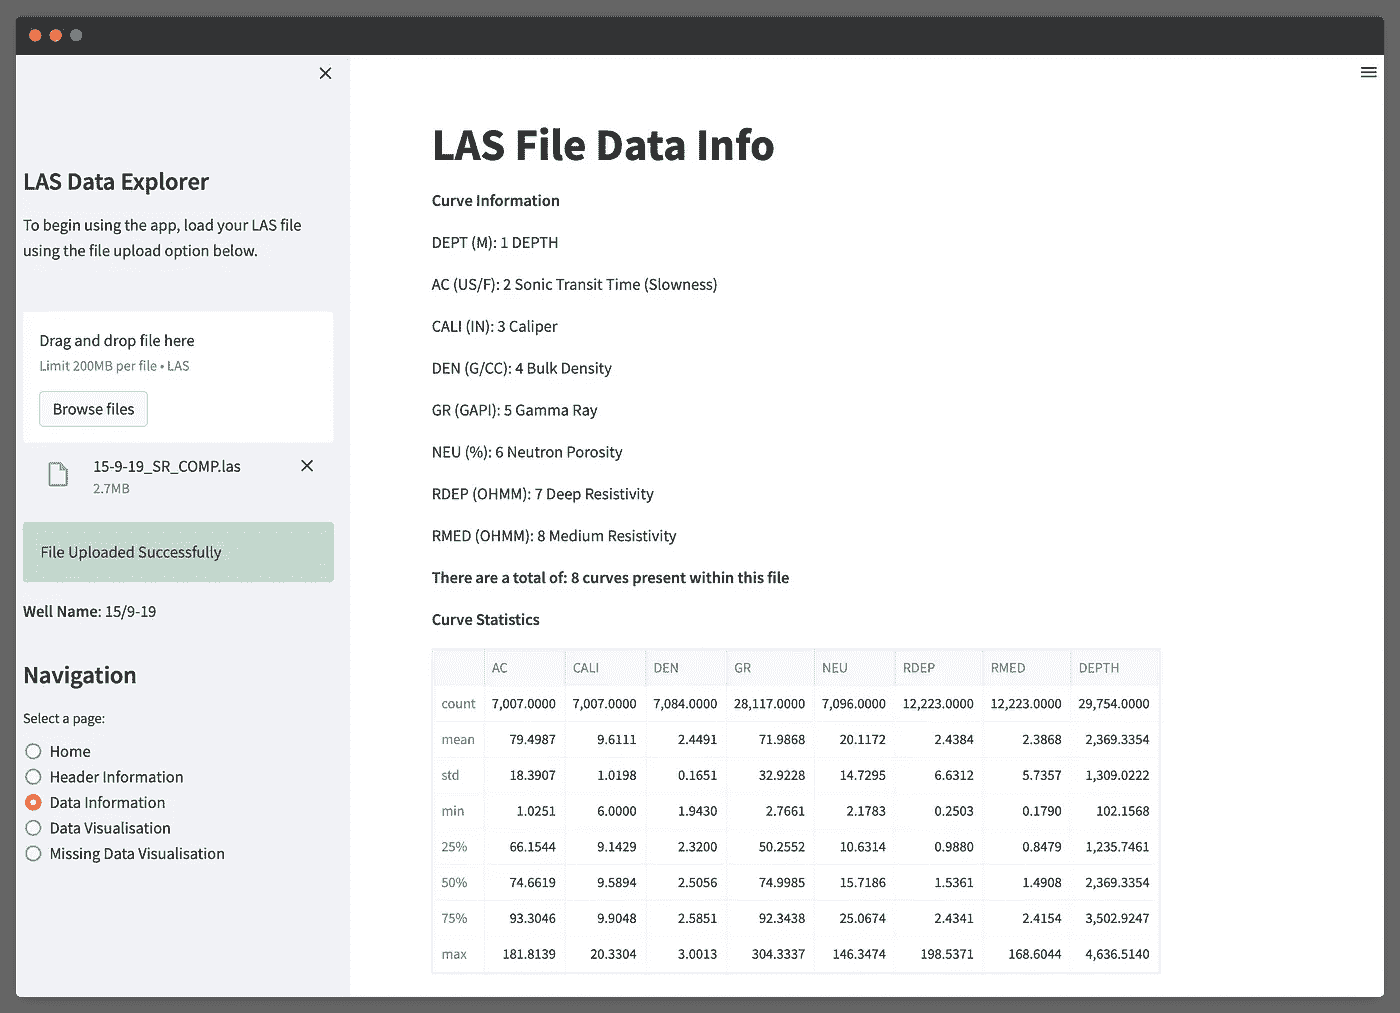 LAS Data Explorer
To begin using the app, load your LAS file
using the file upload option below.
Drag and drop file here
Limit 200MB per file • LAS
Browse files
15-9-19_SR_COMP.las
2.7MB
File Uploaded Successfully
Well Name: 15/9-19
Navigation
Select a page:
Home
Header Information
Data Information
Data Visualisation
Missing Data Visualisation
LAS File Data Info
Curve Information
DEPT (M): 1 DEPTH
AC (US/F): 2 Sonic Transit Time (Slowness)
CALI (IN): 3 Caliper
DEN (G/CC): 4 Bulk Density
GR (GAPI): 5 Gamma Ray
NEU (%): 6 Neutron Porosity
RDEP (OHMM): 7 Deep Resistivity
RMED (OHMM): 8 Medium Resistivity
There are a total of: 8 curves present within this file
Curve Statistics
AC CALI DEN GR NEU RDEP RMED DEPTH
count 7,007.0000 7,007.0000 7,084.0000 28,117.0000 7,096.0000 12,223.0000 12,223.0000 29,754.0000
mean 79.4987 9.6111 2.4491 71.9868 20.1172 2.4384 2.3868 2,369.3354
std 18.3907 1.0198 0.1651 32.9228 14.7295 6.6312 5.7357 1,309.0222
min 1.0251 6.0000 1.9430 2.7661 2.1783 0.2503 0.1790 102.1568
25% 66.1544 9.1429 2.3200 50.2552 10.6314 0.9880 0.8479 1,235.7461
50% 74.6619 9.5894 2.5056 74.9985 15.7186 1.5361 1.4908 2,369.3354
75% 93.3046 9.9048 2.5851 92.3438 25.0674 2.4341 2.4154 3,502.9247
max 181.8139 20.3304 3.0013 304.3337 146.3474 198.5371 168.6044 4,636.5140